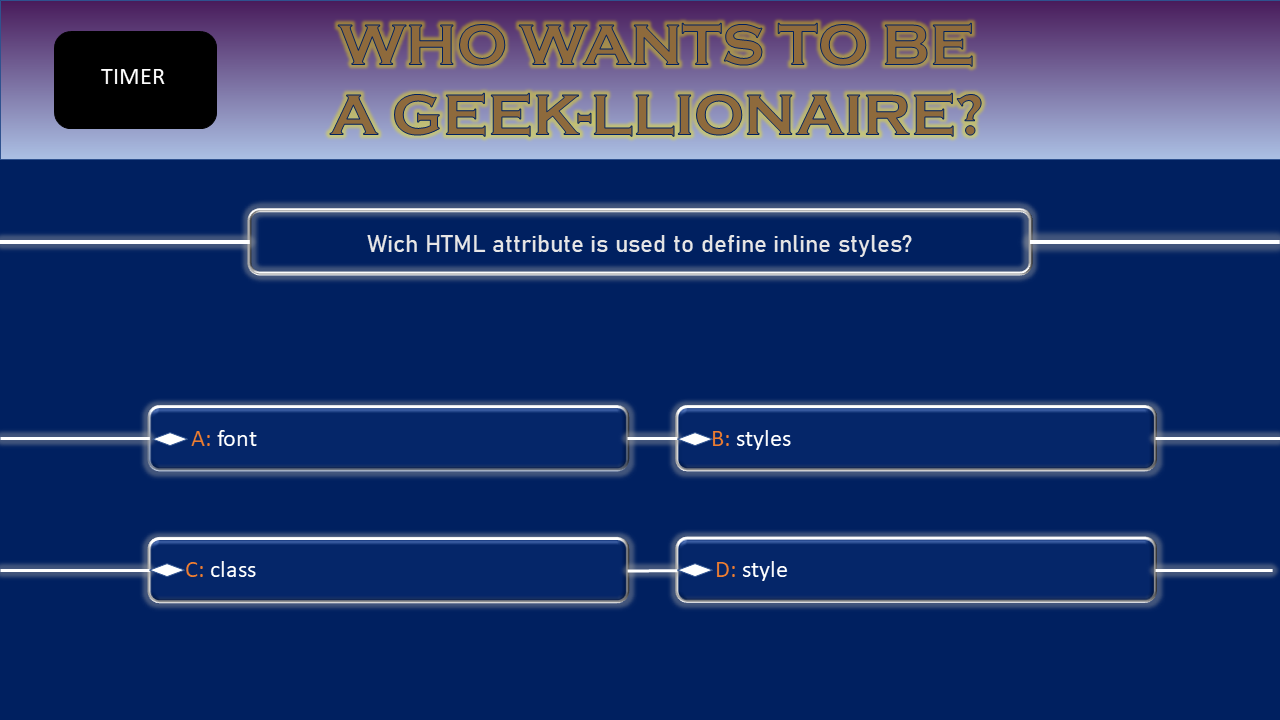 TIMER
WHO WANTS TO BE
A GEEK-LLIONAIRE?
Wich HTML attribute is used to define inline styles?
A: font
B: styles
C: class
D: style